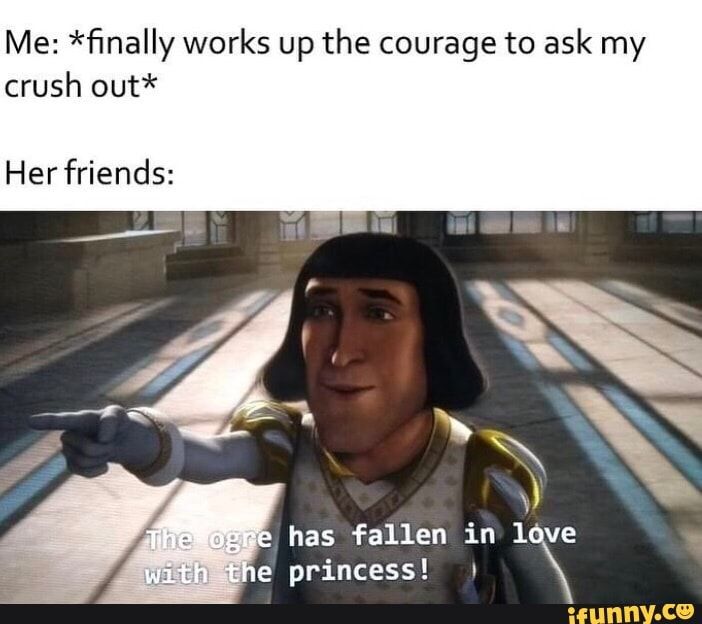 Me: *finally works up the courage to ask my
crush out*
Her friends:
The ogre has fallen in love
with the princess!
ifunny.co